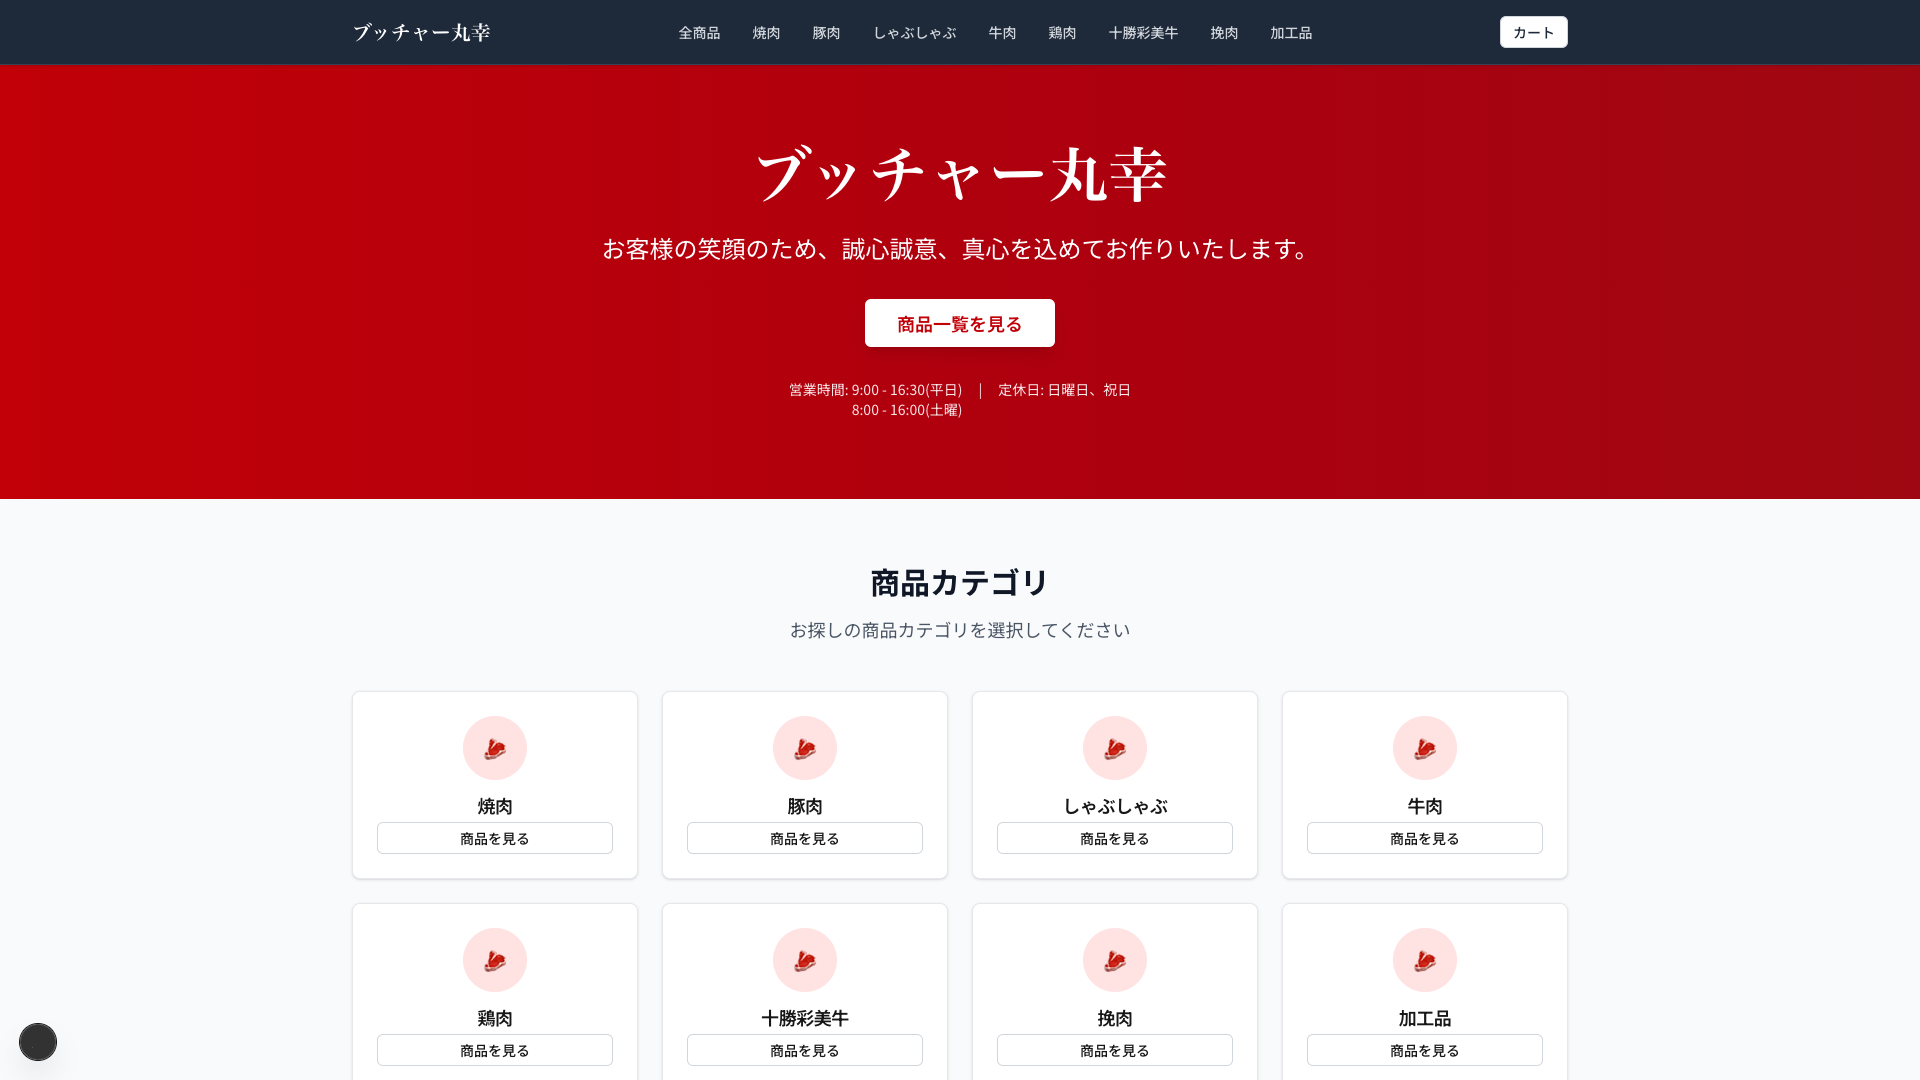 ブッチャー丸幸
全商品 焼肉 豚肉 しゃぶしゃぶ 牛肉 鶏肉 十勝彩美牛 挽肉 加工品
カート
ブッチャー丸幸
お客様の笑顔のため、誠心誠意、真心を込めてお作りいたします。
商品一覧を見る
営業時間: 9:00 - 16:30(平日) | 定休日: 日曜日、祝日
8:00 - 16:00(土曜)
商品カテゴリ
お探しの商品カテゴリを選択してください
焼肉 豚肉 しゃぶしゃぶ 牛肉
商品を見る 商品を見る 商品を見る 商品を見る
鶏肉 十勝彩美牛 挽肉 加工品
商品を見る 商品を見る 商品を見る 商品を見る